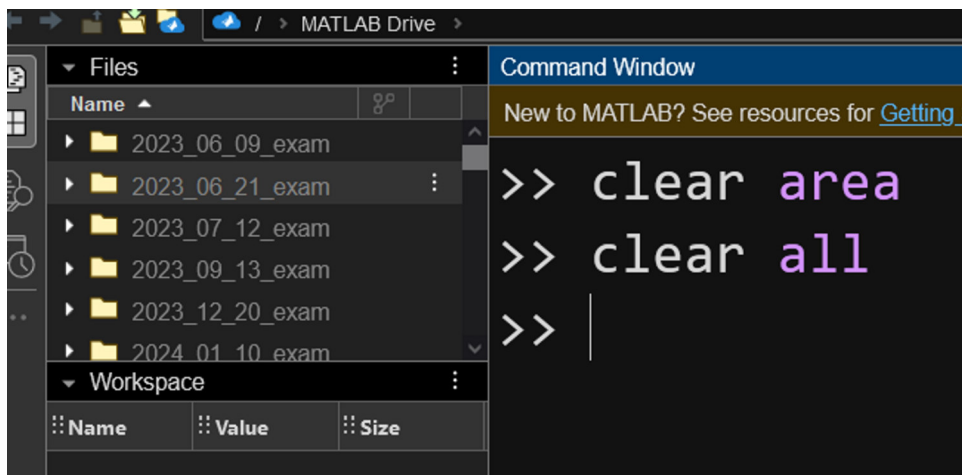 / > MATLAB Drive >
Files
Name
2023_06_09_exam
2023_06_21_exam
2023_07_12_exam
2023_09_13_exam
2023_12_20_exam
2024_01_10_exam
Workspace
Name Value Size
Command Window
New to MATLAB? See resources for Getting
>> clear area
>> clear all
>>